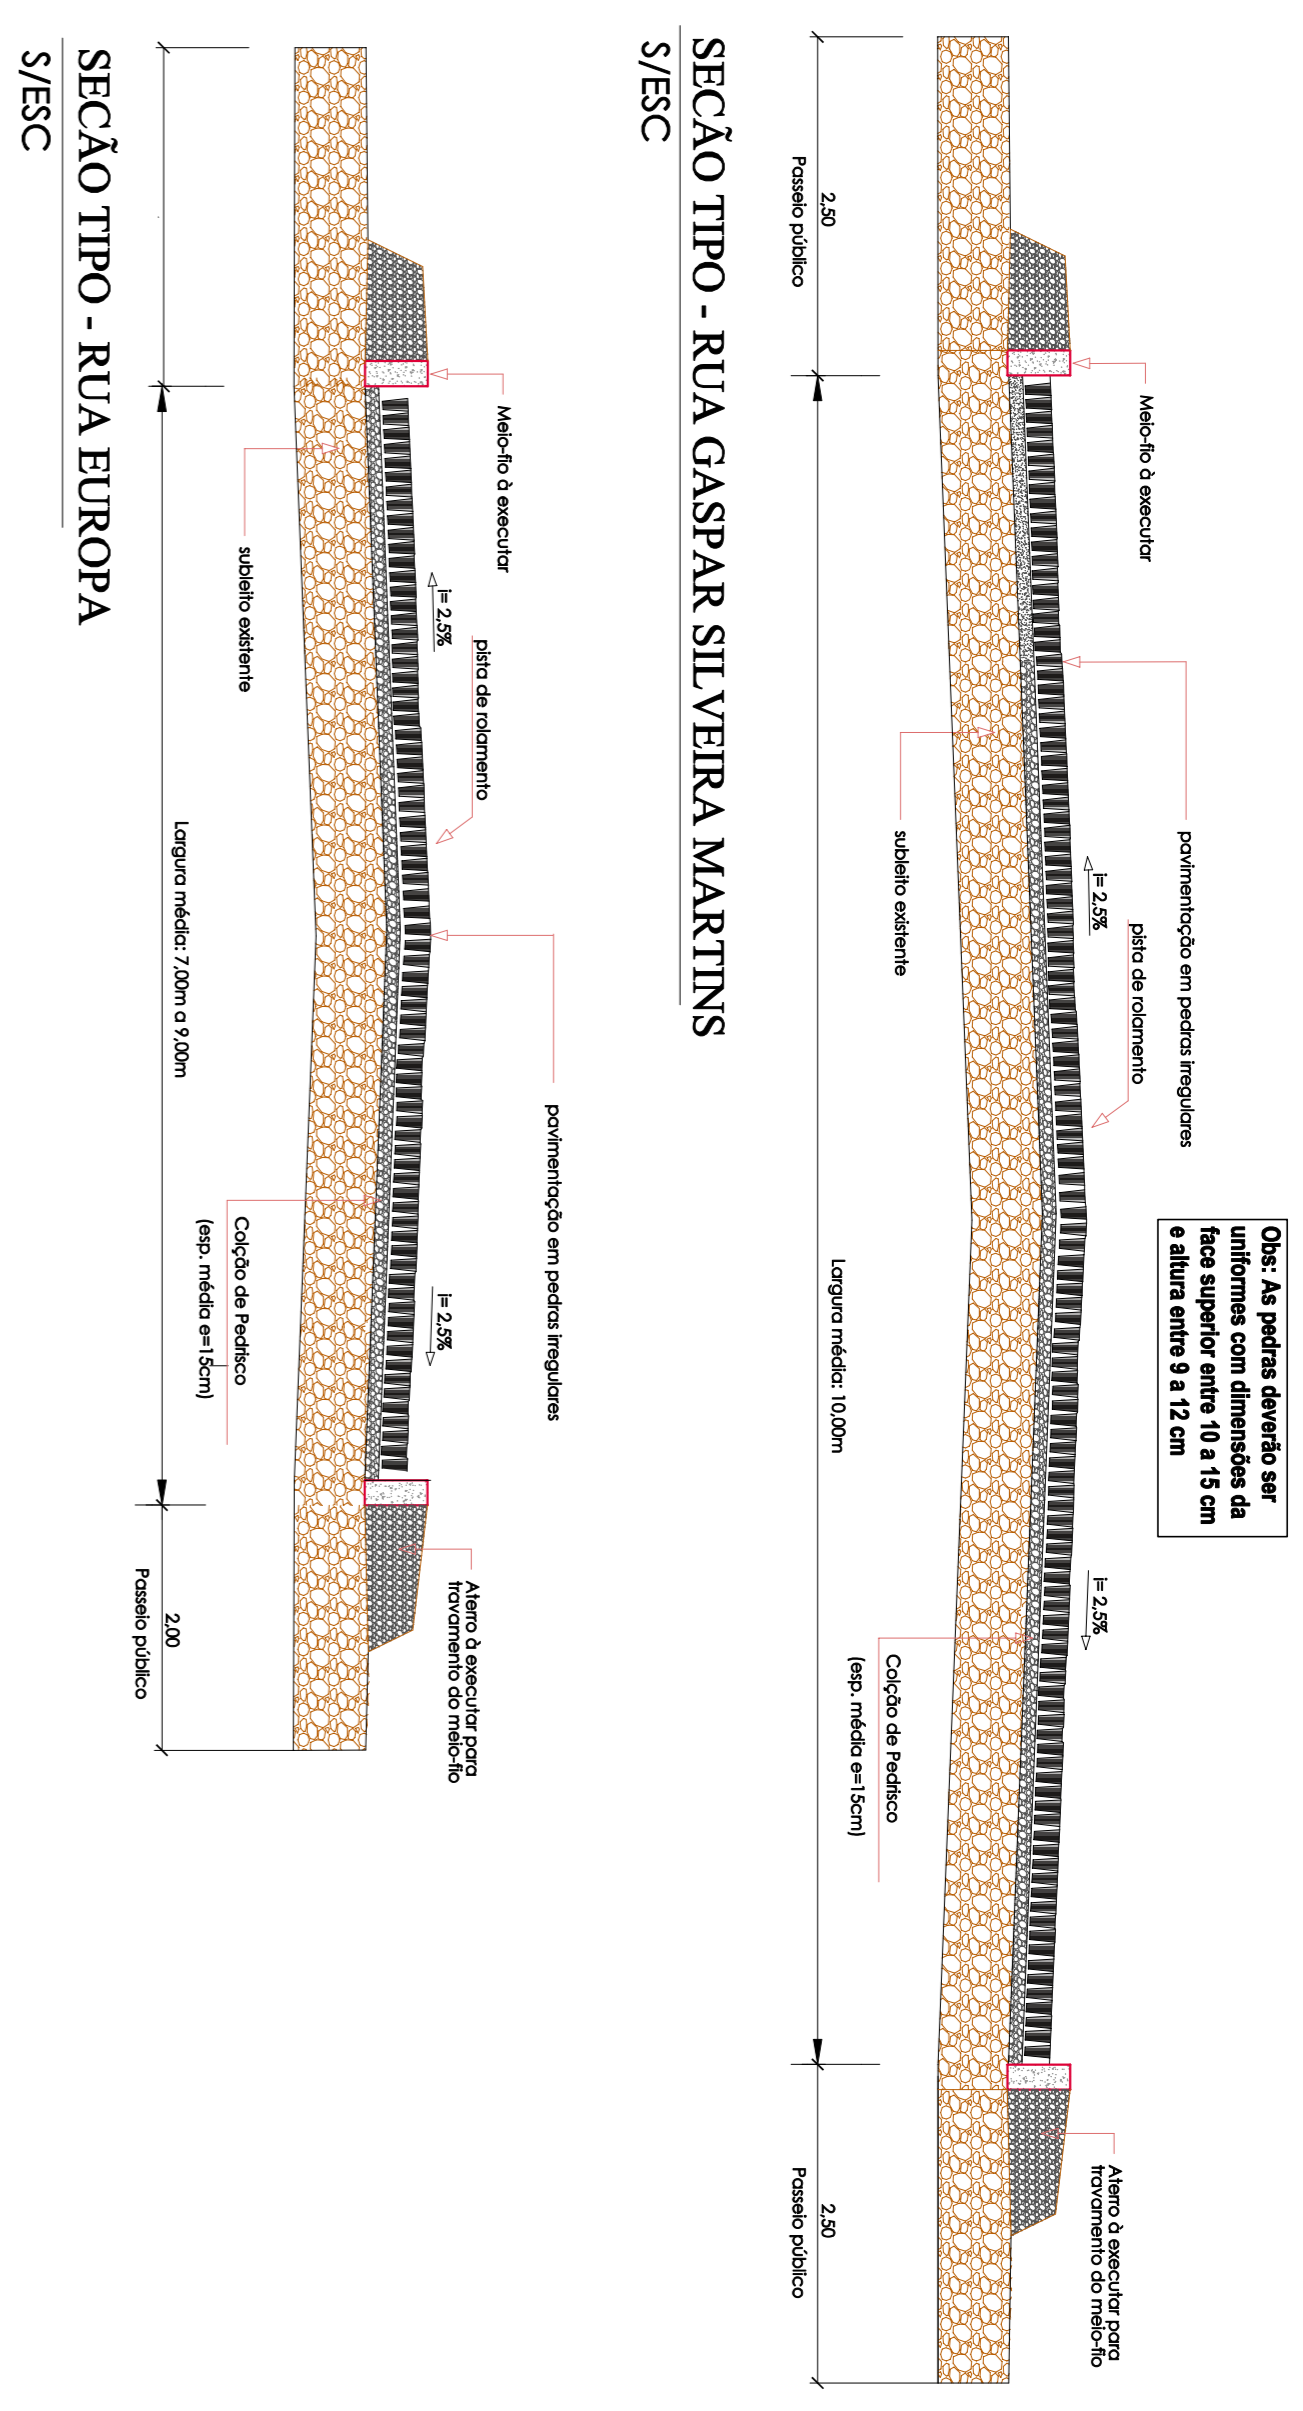 Obs: As pedras deverão ser
uniformes com dimensões da
face superior entre 10 a 15 cm
e altura entre 9 a 12 cm
pavimentação em pedras irregulares
Meio-fio à executar
pista de rolamento
i= 2,5%
i= 2,5%
Aterro à executar para
travamento do meio-fio
subleito existente
Colção de Pedrisco
(esp. média e=15cm)
2,50
Passeio público
Largura média: 10,00m
2,50
Passeio público
SECÃO TIPO - RUA GASPAR SILVEIRA MARTINS
S/ESC
pavimentação em pedras irregulares
Meio-fio à executar
pista de rolamento
i= 2,5%
i= 2,5%
Aterro à executar para
travamento do meio-fio
subleito existente
Colção de Pedrisco
(esp. média e=15cm)
Largura média: 7,00m a 9,00m
2,00
Passeio público
SECÃO TIPO - RUA EUROPA
S/ESC